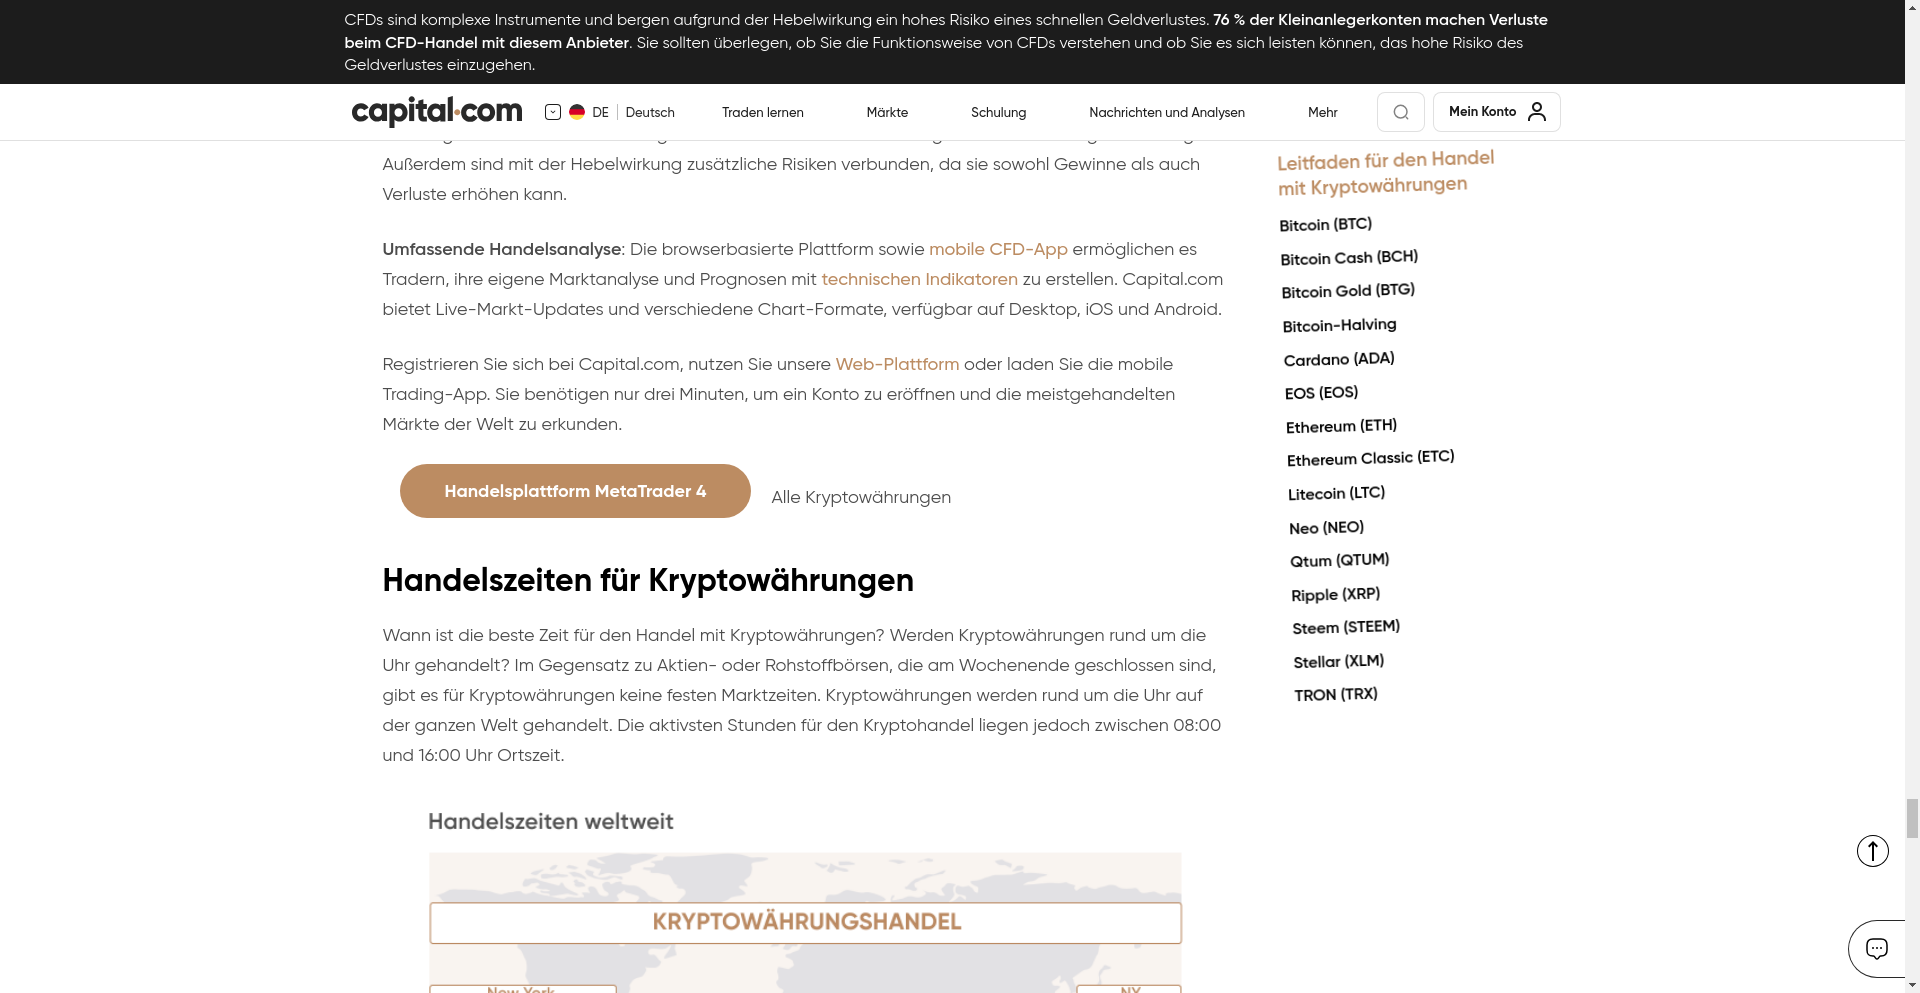 CFDs sind komplexe Instrumente und bergen aufgrund der Hebelwirkung ein hohes Risiko eines schnellen Geldverlustes. 76 % der Kleinanlegerkonten machen Verluste
beim CFD-Handel mit diesem Anbieter. Sie sollten überlegen, ob Sie die Funktionsweise von CFDs verstehen und ob Sie es sich leisten können, das hohe Risiko des
Geldverlustes einzugehen.
capital.com
DE
Deutsch
Traden lernen
Märkte
Schulung
Nachrichten und Analysen
Mehr
Mein Konto
Außerdem sind mit der Hebelwirkung zusätzliche Risiken verbunden, da sie sowohl Gewinne als auch
Verluste erhöhen kann.
Umfassende Handelsanalyse: Die browserbasierte Plattform sowie mobile CFD-App ermöglichen es
Tradern, ihre eigene Marktanalyse und Prognosen mit technischen Indikatoren zu erstellen. Capital.com
bietet Live-Markt-Updates und verschiedene Chart-Formate, verfügbar auf Desktop, iOS und Android.
Registrieren Sie sich bei Capital.com, nutzen Sie unsere Web-Plattform oder laden Sie die mobile
Trading-App. Sie benötigen nur drei Minuten, um ein Konto zu eröffnen und die meistgehandelten
Märkte der Welt zu erkunden.
Handelsplattform MetaTrader 4
Alle Kryptowährungen
Handelszeiten für Kryptowährungen
Wann ist die beste Zeit für den Handel mit Kryptowährungen? Werden Kryptowährungen rund um die
Uhr gehandelt? Im Gegensatz zu Aktien- oder Rohstoffbörsen, die am Wochenende geschlossen sind,
gibt es für Kryptowährungen keine festen Marktzeiten. Kryptowährungen werden rund um die Uhr auf
der ganzen Welt gehandelt. Die aktivsten Stunden für den Kryptohandel liegen jedoch zwischen 08:00
und 16:00 Uhr Ortszeit.
Handelszeiten weltweit
KRYPTOWÄHRUNGSHANDEL
New York
NY
Leitfaden für den Handel
mit Kryptowährungen
Bitcoin (BTC)
Bitcoin Cash (BCH)
Bitcoin Gold (BTG)
Bitcoin-Halving
Cardano (ADA)
EOS (EOS)
Ethereum (ETH)
Ethereum Classic (ETC)
Litecoin (LTC)
Neo (NEO)
Qtum (QTUM)
Ripple (XRP)
Steem (STEEM)
Stellar (XLM)
TRON (TRX)